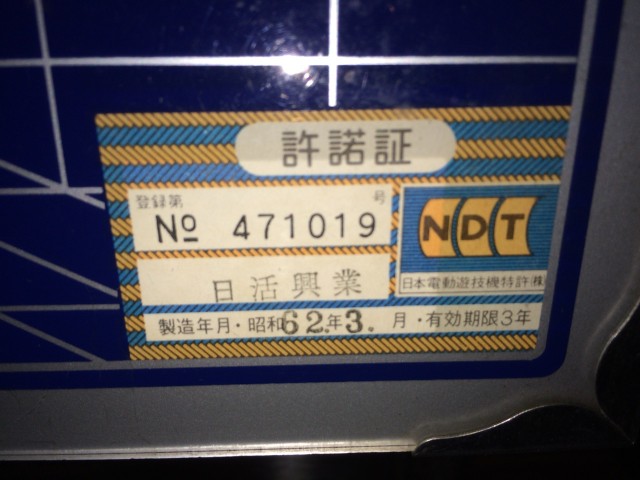 許諾証
登録第 号
№ 471019
NDT
日活興業
日本電動遊技機特許(株)
製造年月・昭和62年3.月・有効期限3年